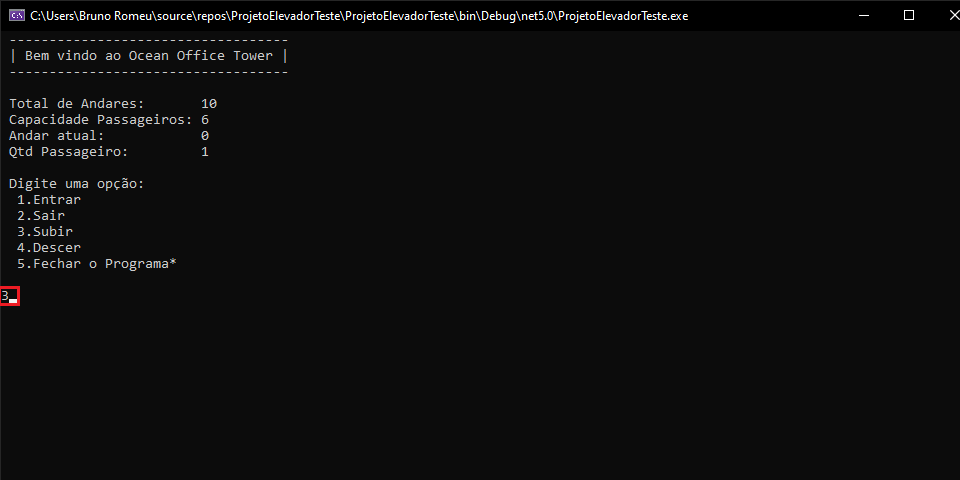 C:\Users\Bruno Romeu\source\repos\ProjetoElevadorTeste\ProjetoElevadorTeste\bin\Debug\net5.0\ProjetoElevadorTeste.exe
-----------------------------------
| Bem vindo ao Ocean Office Tower |
-----------------------------------
Total de Andares: 10
Capacidade Passageiros: 6
Andar atual: 0
Qtd Passageiro: 1
Digite uma opção:
1.Entrar
2.Sair
3.Subir
4.Descer
5.Fechar o Programa*
3